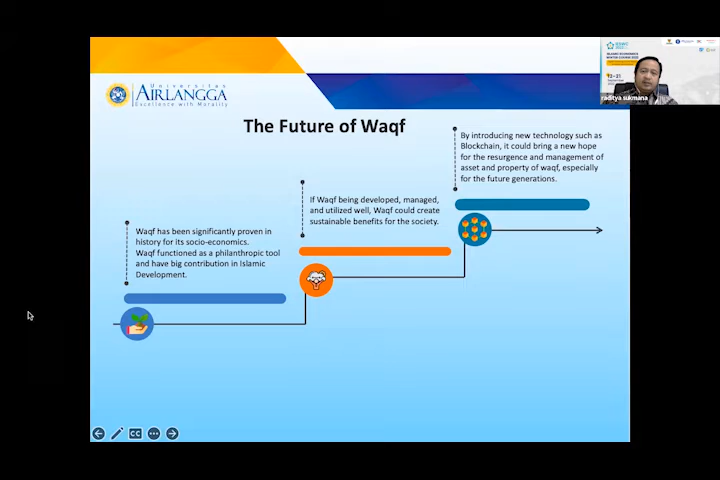 Universitas
AIRLANGGA
Excellence with Morality
The Future of Waqf
By introducing new technology such as
Blockchain, it could bring a new hope
for the resurgence and management of
asset and property of waqf, especially
for the future generations.
If Waqf being developed, managed,
and utilized well, Waqf could create
sustainable benefits for the society.
Waqf has been significantly proven in
history for its socio-economics.
Waqf functioned as a philanthropic tool
and have big contribution in Islamic
Development.
ISLAMIC ECONOMICS
WINTER COURSE 2022
raditya sukmana
CC